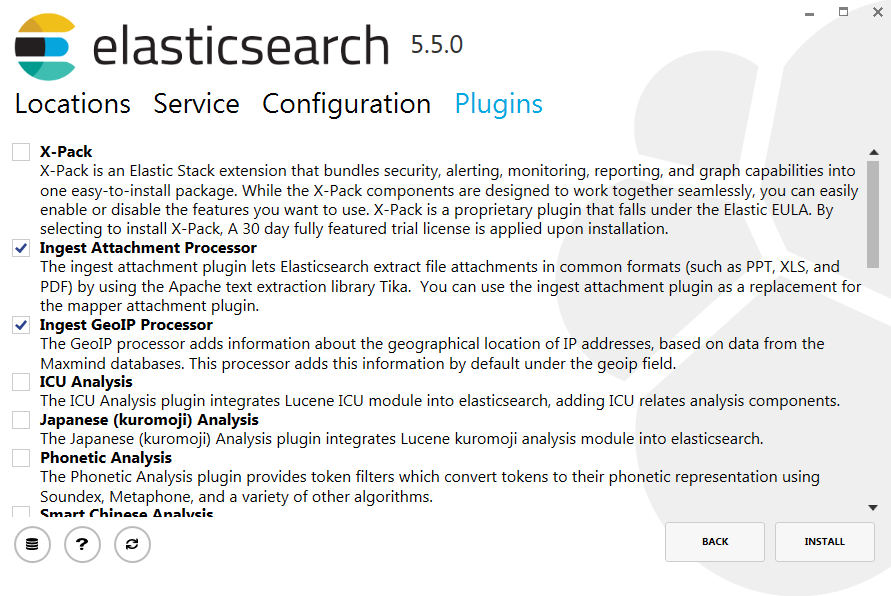 elasticsearch 5.5.0
Locations Service Configuration Plugins
X-Pack
X-Pack is an Elastic Stack extension that bundles security, alerting, monitoring, reporting, and graph capabilities into
one easy-to-install package. While the X-Pack components are designed to work together seamlessly, you can easily
enable or disable the features you want to use. X-Pack is a proprietary plugin that falls under the Elastic EULA. By
selecting to install X-Pack, A 30 day fully featured trial license is applied upon installation.
Ingest Attachment Processor
The ingest attachment plugin lets Elasticsearch extract file attachments in common formats (such as PPT, XLS, and
PDF) by using the Apache text extraction library Tika.  You can use the ingest attachment plugin as a replacement for
the mapper attachment plugin.
Ingest GeoIP Processor
The GeoIP processor adds information about the geographical location of IP addresses, based on data from the
Maxmind databases. This processor adds this information by default under the geoip field.
ICU Analysis
The ICU Analysis plugin integrates Lucene ICU module into elasticsearch, adding ICU relates analysis components.
Japanese (kuromoji) Analysis
The Japanese (kuromoji) Analysis plugin integrates Lucene kuromoji analysis module into elasticsearch.
Phonetic Analysis
The Phonetic Analysis plugin provides token filters which convert tokens to their phonetic representation using
Soundex, Metaphone, and a variety of other algorithms.
Smart Chinese Analysis
?
BACK INSTALL